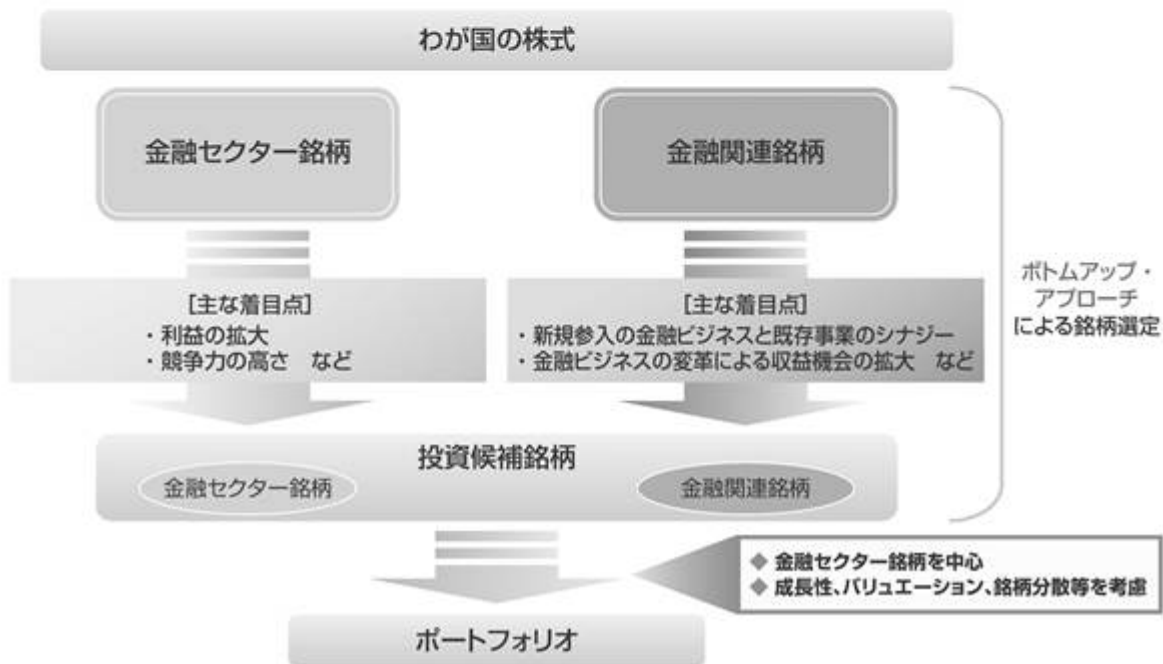 わが国の株式
金融セクター銘柄
金融関連銘柄
[主な着目点]
・利益の拡大
・競争力の高さ　など
[主な着目点]
・新規参入の金融ビジネスと既存事業のシナジー
・金融ビジネスの変革による収益機会の拡大　など
ボトムアップ・
アプローチ
による銘柄選定
投資候補銘柄
金融セクター銘柄
金融関連銘柄
◆ 金融セクター銘柄を中心
◆ 成長性、バリュエーション、銘柄分散等を考慮
ポートフォリオ